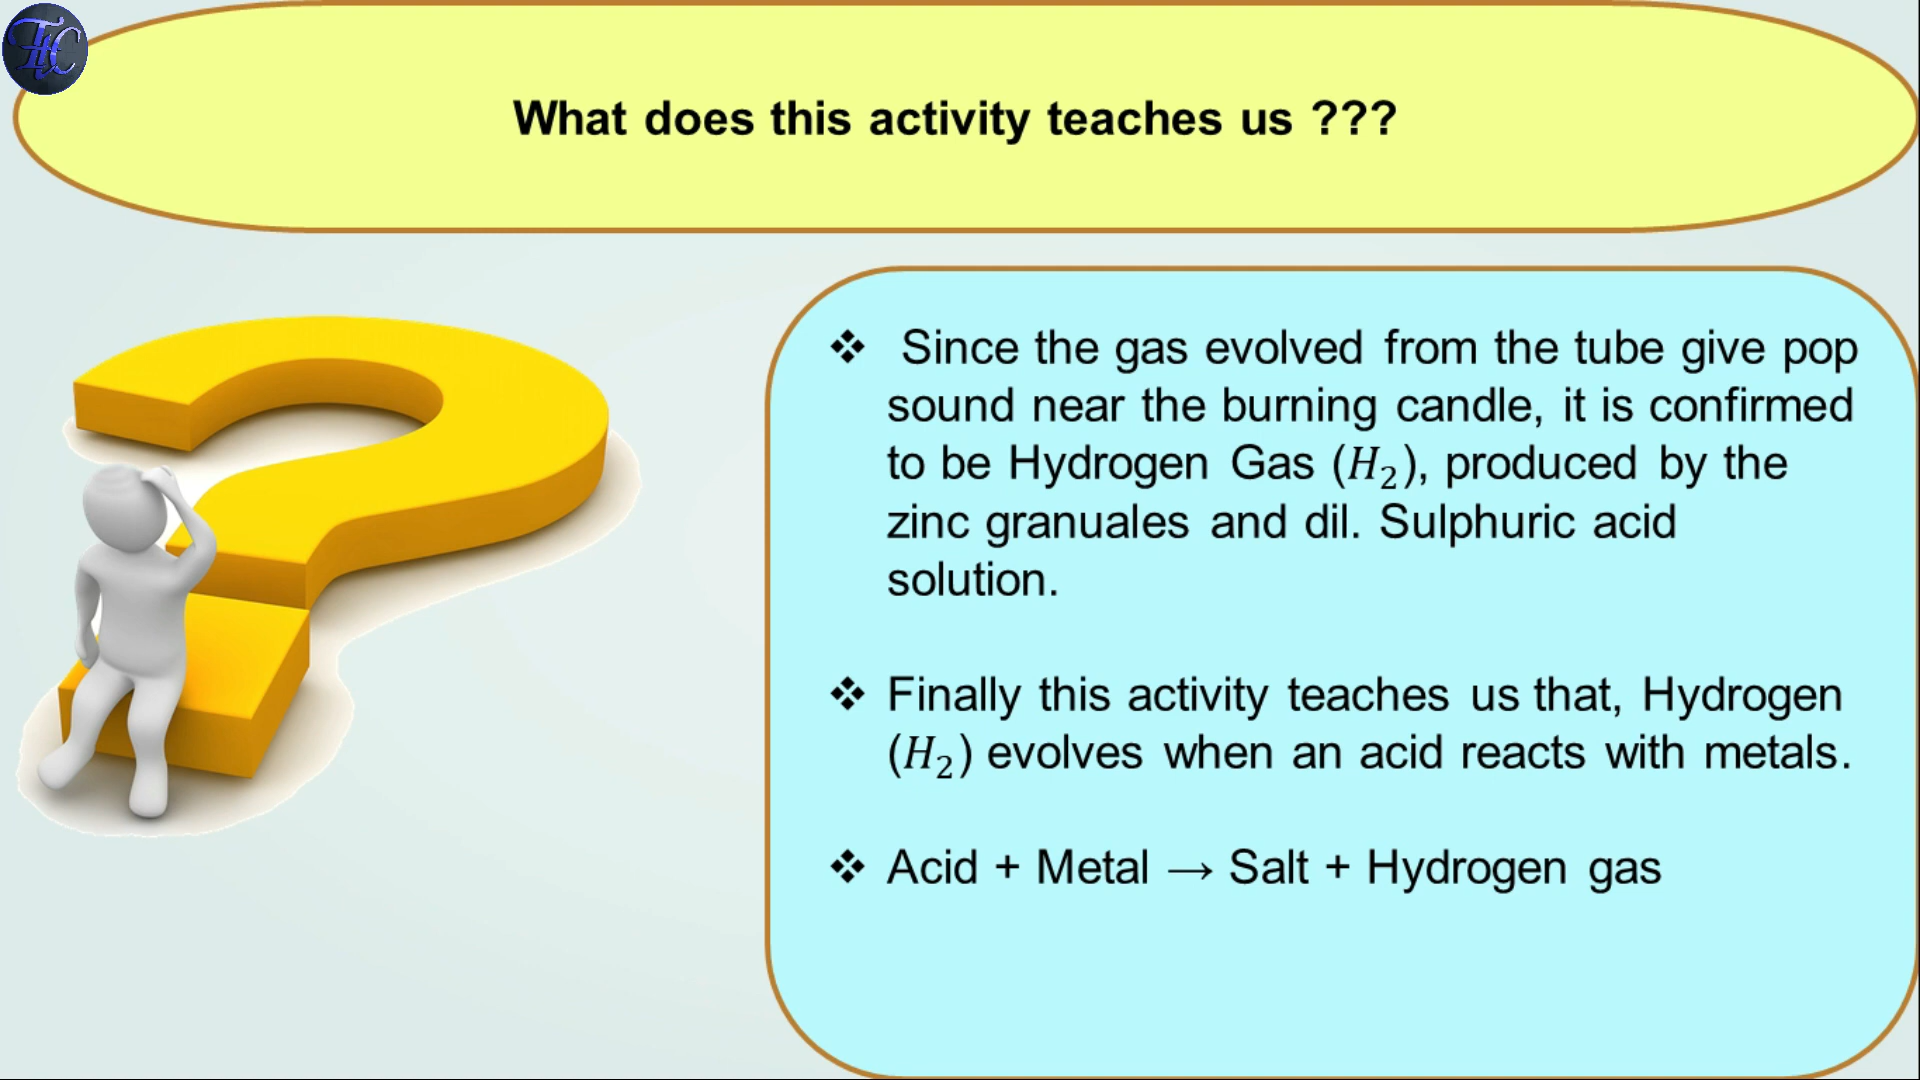 What does this activity teaches us ???
❖ Since the gas evolved from the tube give pop
sound near the burning candle, it is confirmed
to be Hydrogen Gas (H₂), produced by the
zinc granuales and dil. Sulphuric acid
solution.
❖ Finally this activity teaches us that, Hydrogen
(H₂) evolves when an acid reacts with metals.
❖ Acid + Metal → Salt + Hydrogen gas